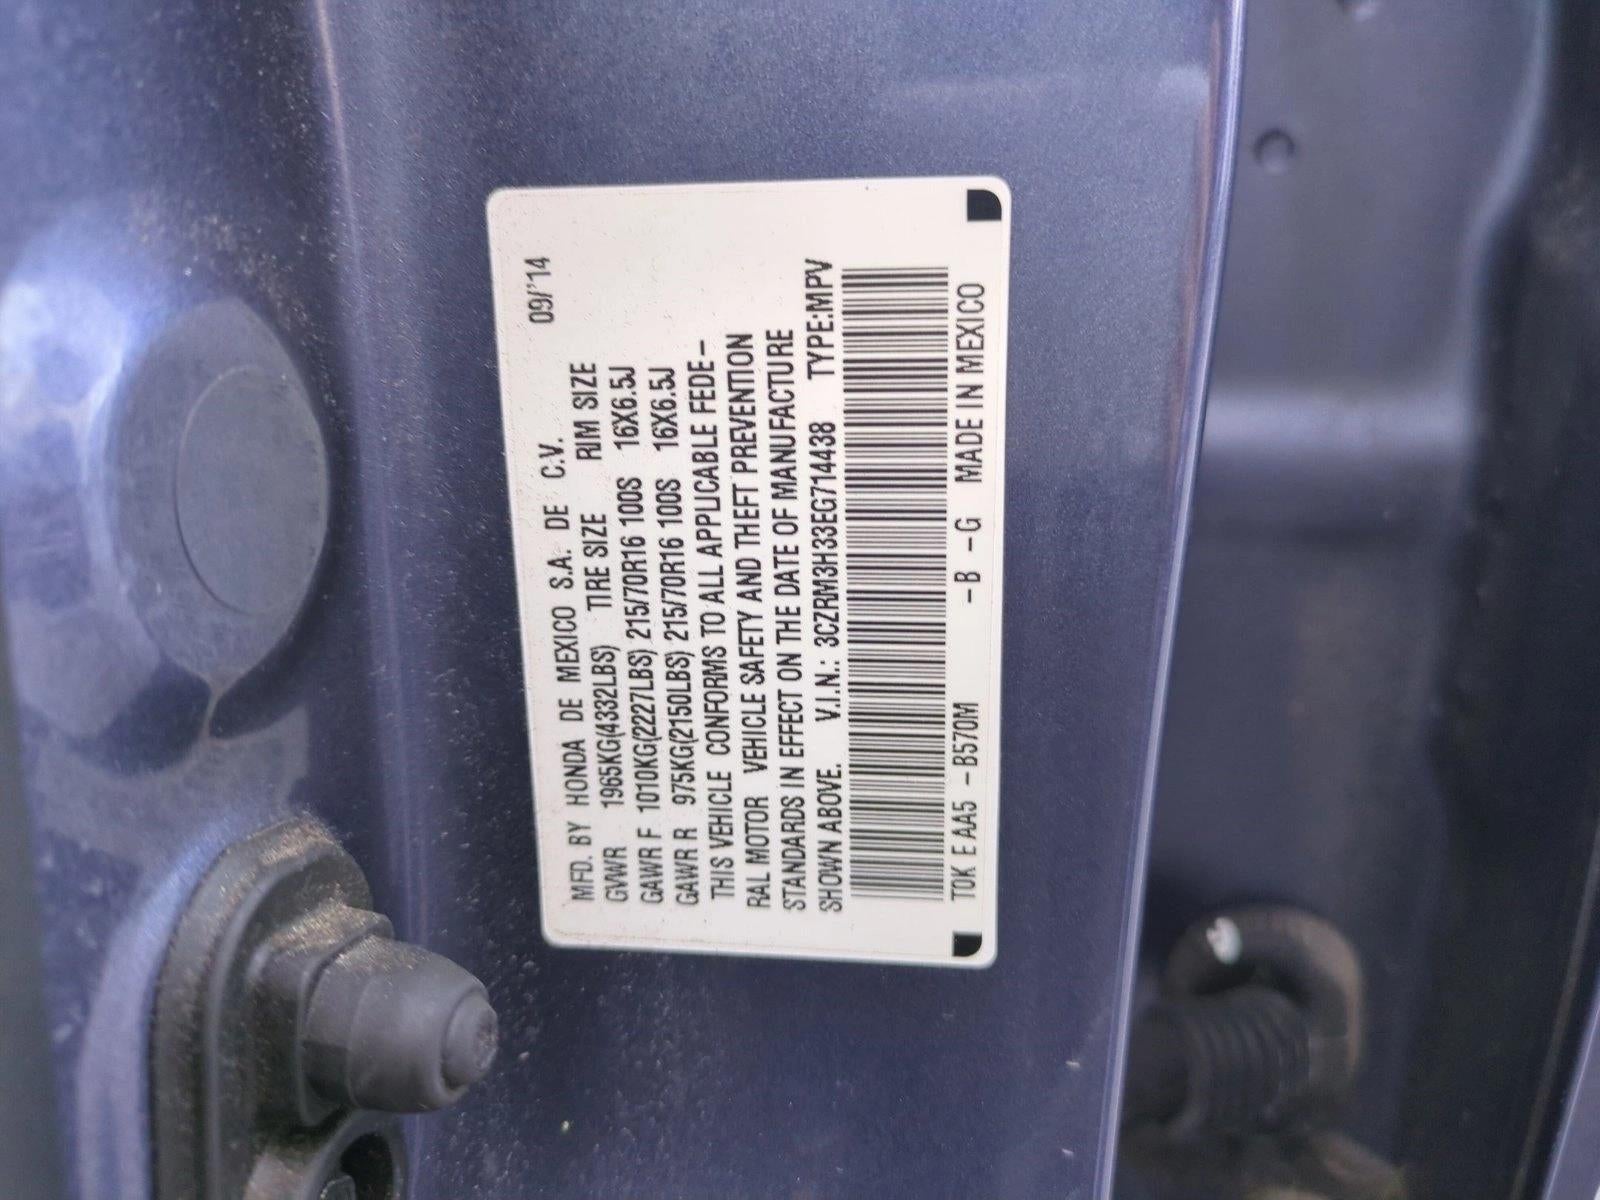 09/'14
MFD. BY HONDA DE MEXICO S.A. DE C.V.
GVWR 1965KG(4332LBS) TIRE SIZE RIM SIZE
GAWR F 1010KG(2227LBS) 215/70R16 100S 16X6.5J
GAWR R 975KG(2150LBS) 215/70R16 100S 16X6.5J
THIS VEHICLE CONFORMS TO ALL APPLICABLE FEDE-
RAL MOTOR VEHICLE SAFETY AND THEFT PREVENTION
STANDARDS IN EFFECT ON THE DATE OF MANUFACTURE
SHOWN ABOVE. V.I.N.: 3CZRM3H33EG714438 TYPE:MPV
T0K E AA5 -B570M -B -G MADE IN MEXICO